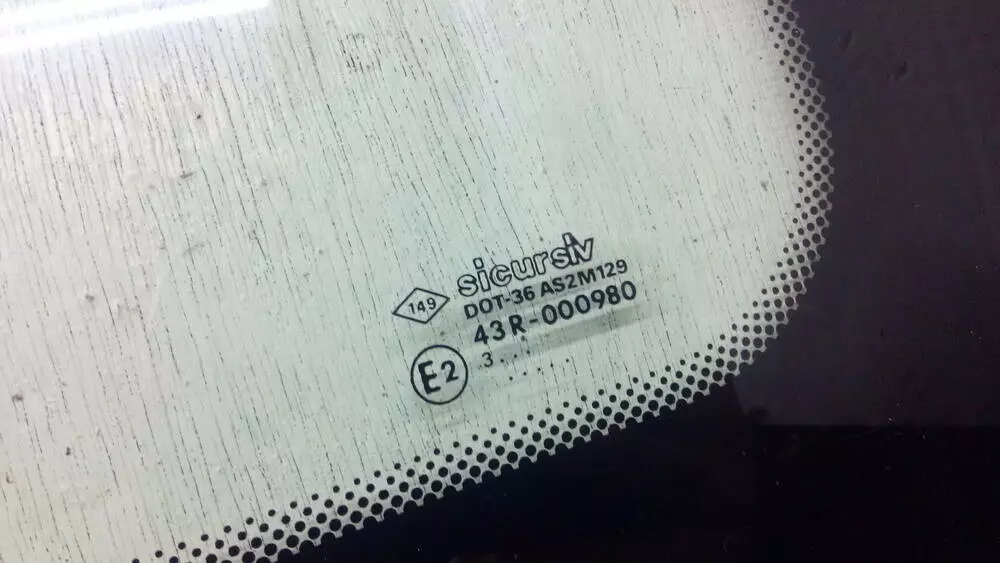 sicursiv
149
DOT-36 AS2M129
43R-000980
E2
3 . . .
. . . . . .